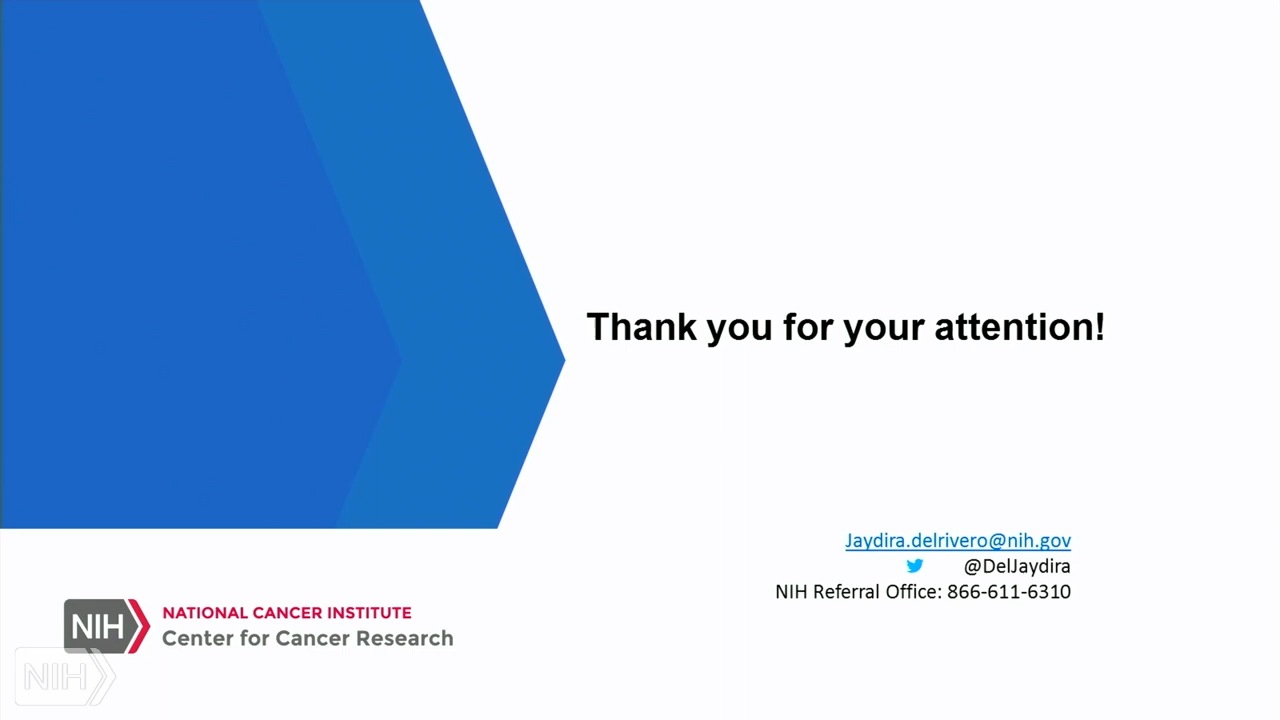 Thank you for your attention!
Jaydira.delrivero@nih.gov
@DelJaydira
NIH Referral Office: 866-611-6310
NIH
NATIONAL CANCER INSTITUTE
Center for Cancer Research
NIH